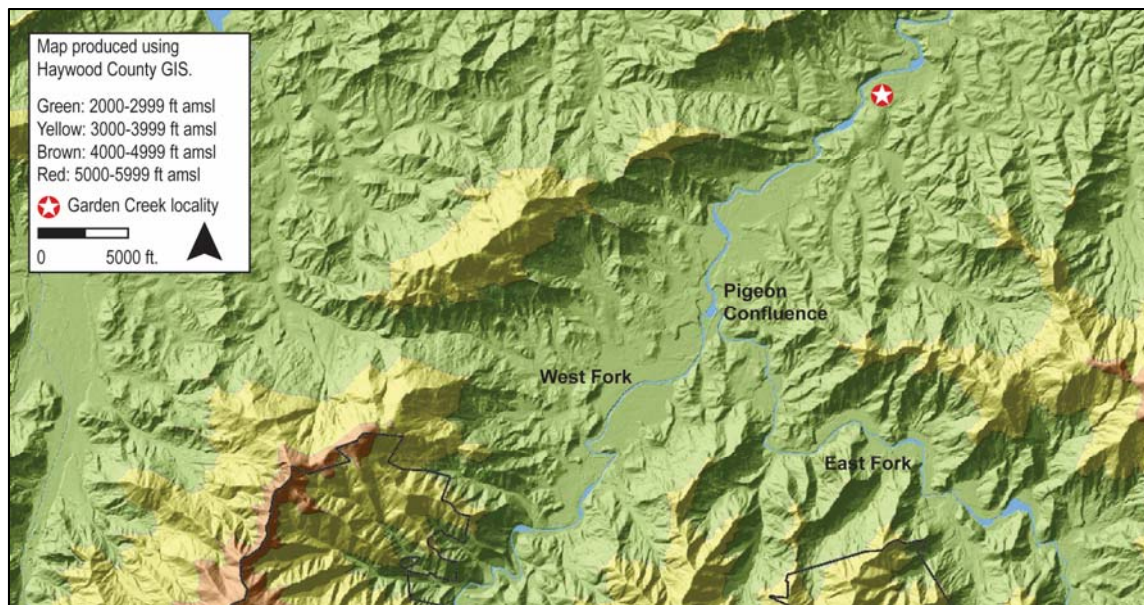 Map produced using
Haywood County GIS.
Green: 2000-2999 ft amsl
Yellow: 3000-3999 ft amsl
Brown: 4000-4999 ft amsl
Red: 5000-5999 ft amsl
Garden Creek locality
0 5000 ft.
Pigeon
Confluence
West Fork
East Fork